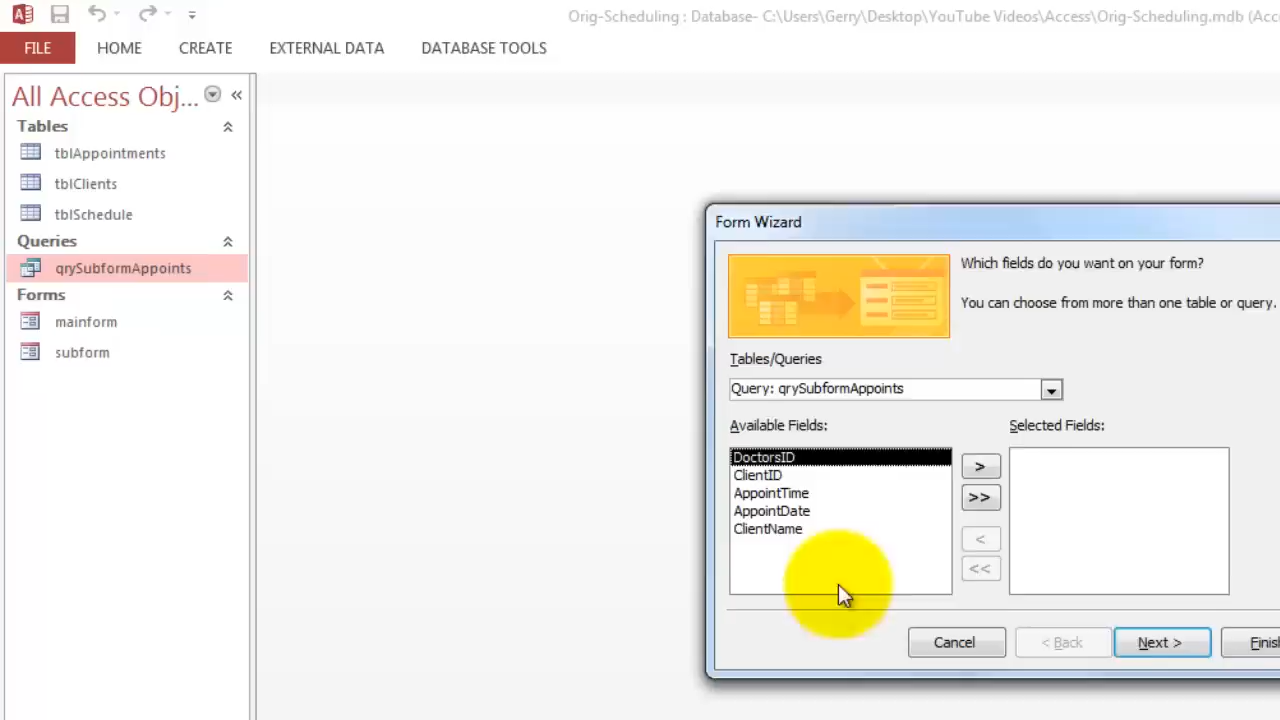 Orig-Scheduling : Database- C:\Users\Gerry\Desktop\YouTube Videos\Access\Orig-Scheduling.mdb (Acc
FILE HOME CREATE EXTERNAL DATA DATABASE TOOLS
All Access Obj...
Tables
tblAppointments
tblClients
tblSchedule
Queries
qrySubformAppoints
Forms
mainform
subform
Form Wizard
Which fields do you want on your form?
You can choose from more than one table or query.
Tables/Queries
Query: qrySubformAppoints
Available Fields:
Selected Fields:
DoctorsID
ClientID
AppointTime
AppointDate
ClientName
>
>>
<
<<
Cancel
< Back
Next >
Finish